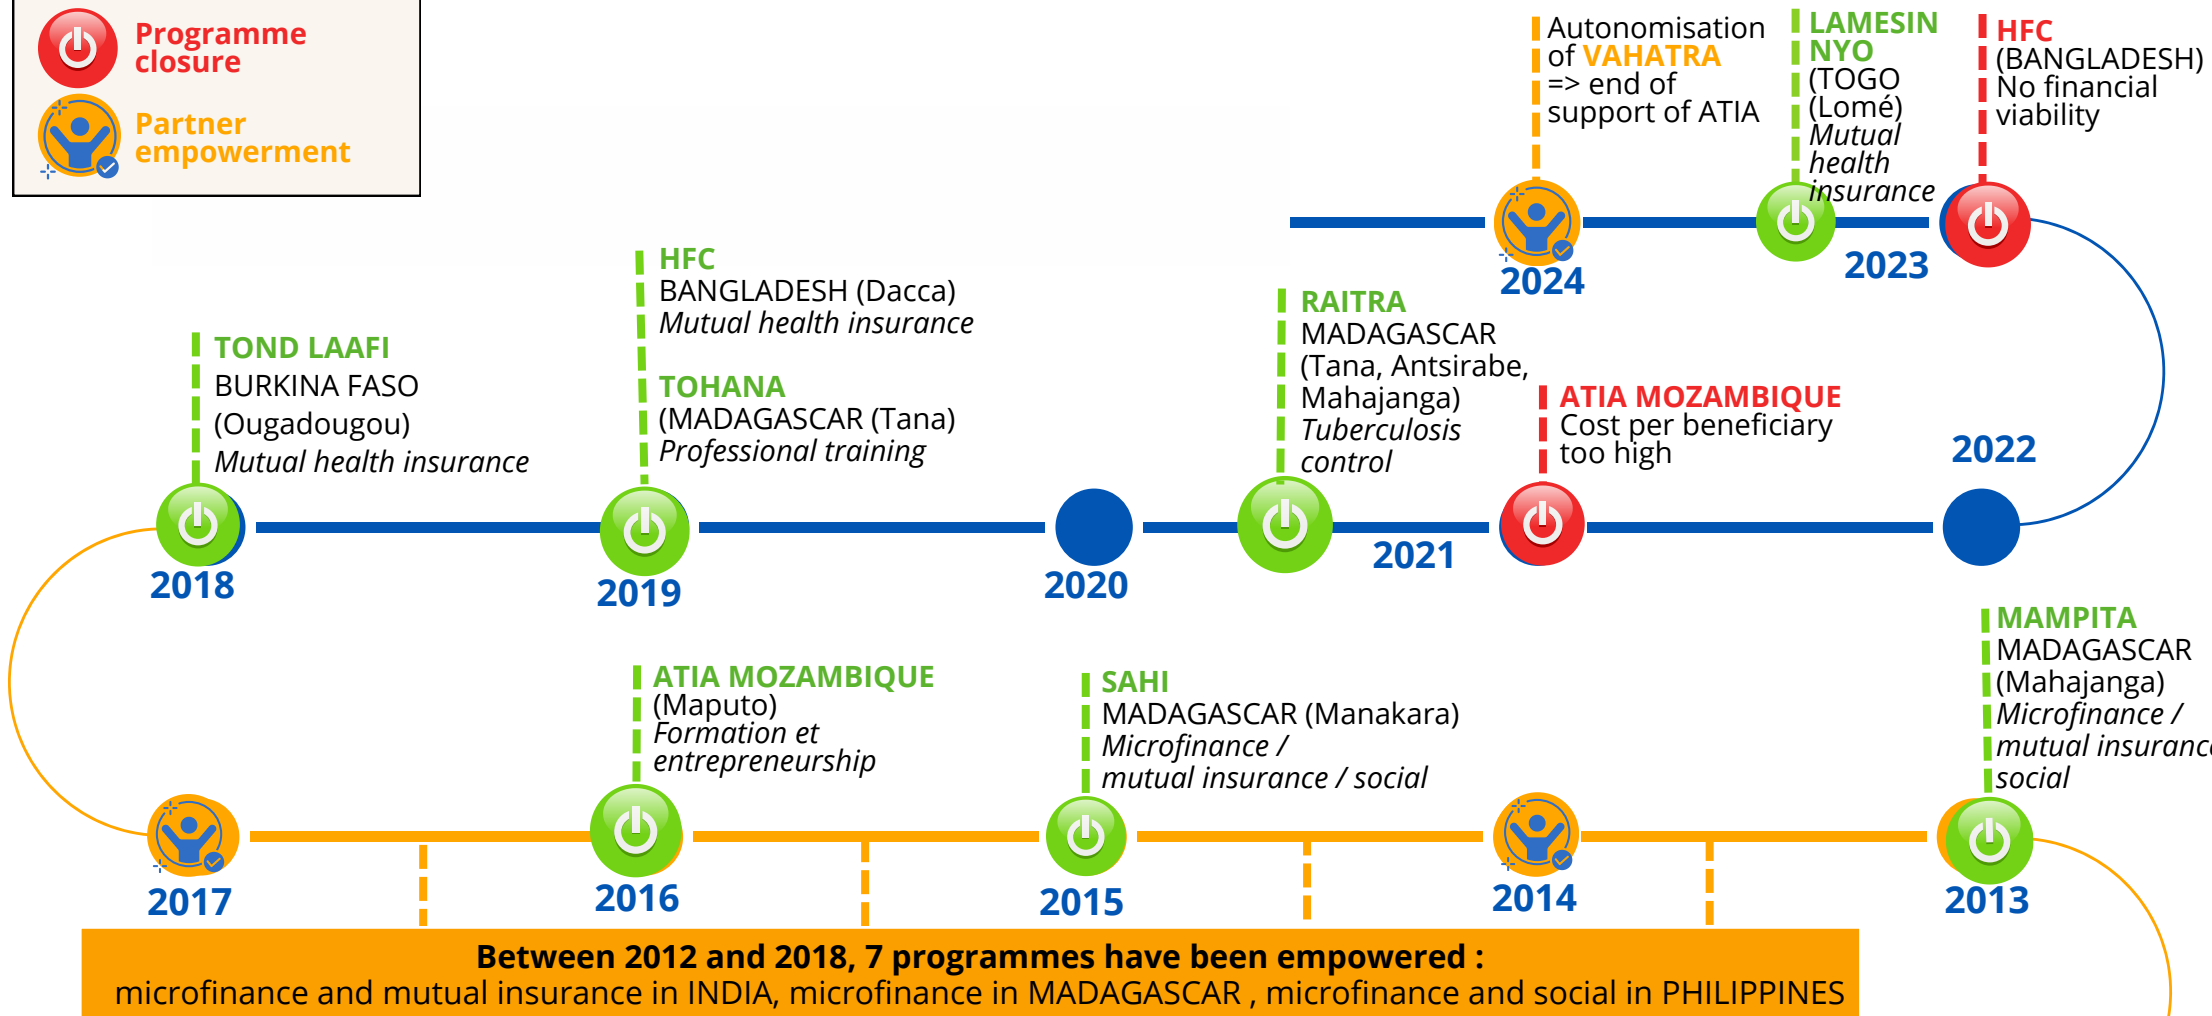 Programme
closure
Partner
empowerment
Autonomisation
of VAHATRA
=> end of
support of ATIA
LAMESIN
NYO
(TOGO
(Lomé)
Mutual
health
insurance
HFC
(BANGLADESH)
No financial
viability
2024
2023
TOND LAAFI
BURKINA FASO
(Ougadougou)
Mutual health insurance
HFC
BANGLADESH (Dacca)
Mutual health insurance
TOHANA
(MADAGASCAR (Tana)
Professional training
RAITRA
MADAGASCAR
(Tana, Antsirabe,
Mahajanga)
Tuberculosis
control
ATIA MOZAMBIQUE
Cost per beneficiary
too high
2022
2018
2019
2020
2021
ATIA MOZAMBIQUE
(Maputo)
Formation et
entrepreneurship
SAHI
MADAGASCAR (Manakara)
Microfinance /
mutual insurance / social
MAMPITA
MADAGASCAR
(Mahajanga)
Microfinance /
mutual insurance
social
2017
2016
2015
2014
2013
Between 2012 and 2018, 7 programmes have been empowered :
microfinance and mutual insurance in INDIA, microfinance in MADAGASCAR , microfinance and social in PHILIPPINES